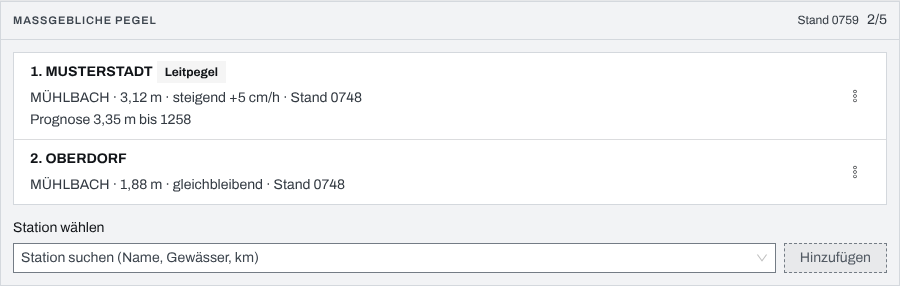 MASSGEBLICHE PEGEL Stand 0759 2/5
1. MUSTERSTADT Leitpegel
MÜHLBACH · 3,12 m · steigend +5 cm/h · Stand 0748
Prognose 3,35 m bis 1258
2. OBERDORF
MÜHLBACH · 1,88 m · gleichbleibend · Stand 0748
Station wählen
Station suchen (Name, Gewässer, km) Hinzufügen